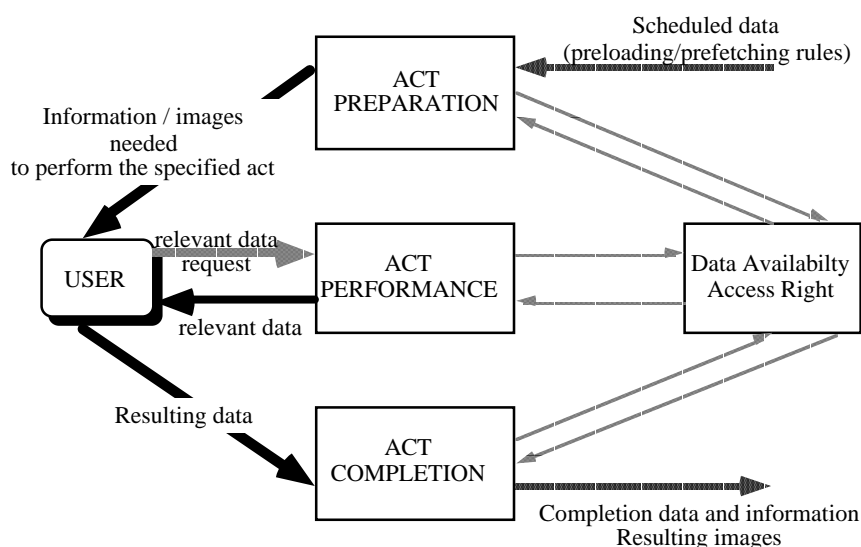 Scheduled data
(preloading/prefetching rules)
ACT
PREPARATION
Information / images
needed
to perform the specified act
relevant data
request
USER
ACT
PERFORMANCE
Data Availabilty
Access Right
relevant data
Resulting data
ACT
COMPLETION
Completion data and information
Resulting images